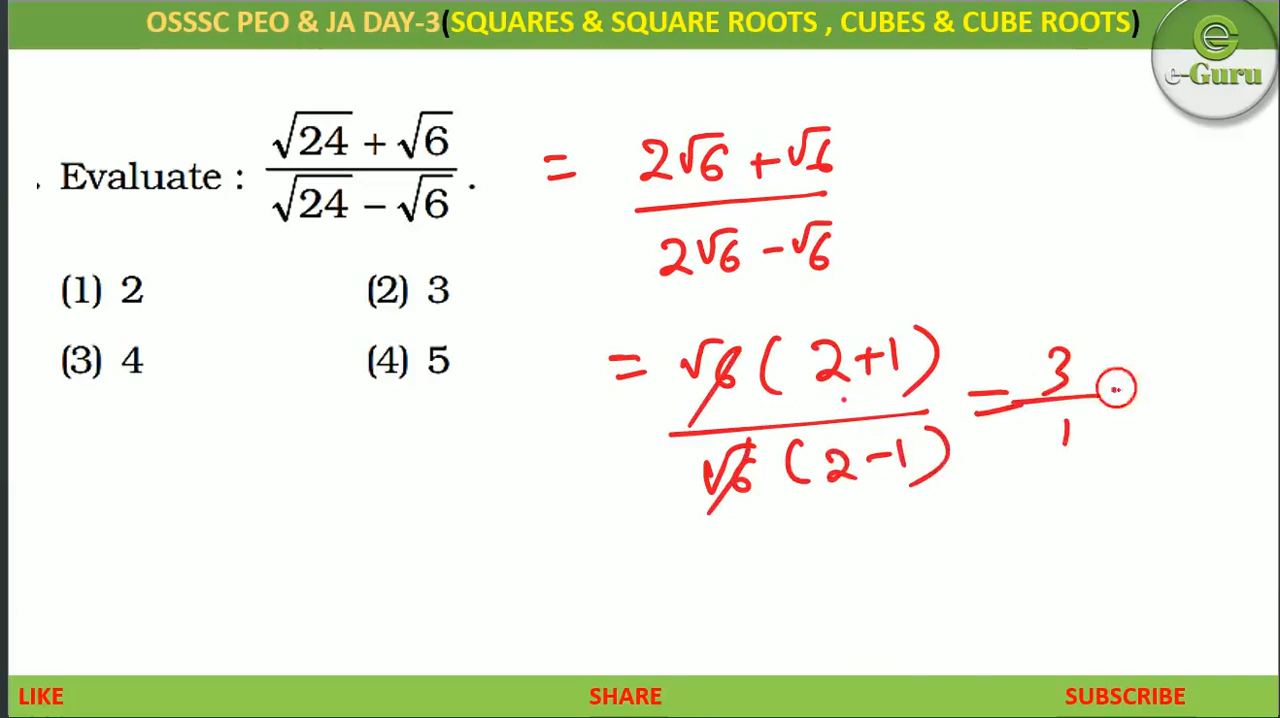 OSSSC PEO & JA DAY-3(SQUARES & SQUARE ROOTS , CUBES & CUBE ROOTS)
e
e-Guru
. Evaluate : (√24 + √6)/(√24 − √6) .
= (2√6 + √6)/(2√6 − √6)
(1) 2 (2) 3
(3) 4 (4) 5
= √6 (2+1)/√6 (2−1) = 3/1
LIKE SHARE SUBSCRIBE